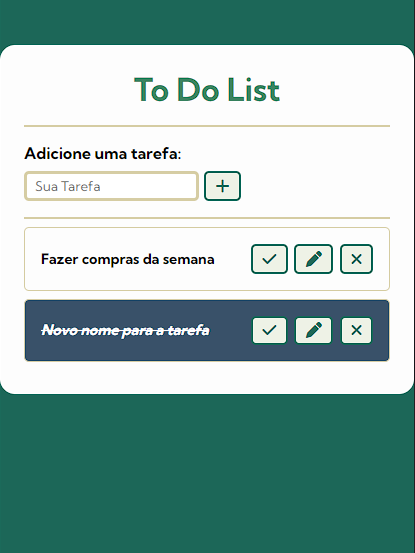 To Do List
Adicione uma tarefa:
Sua Tarefa
Fazer compras da semana
Novo nome para a tarefa